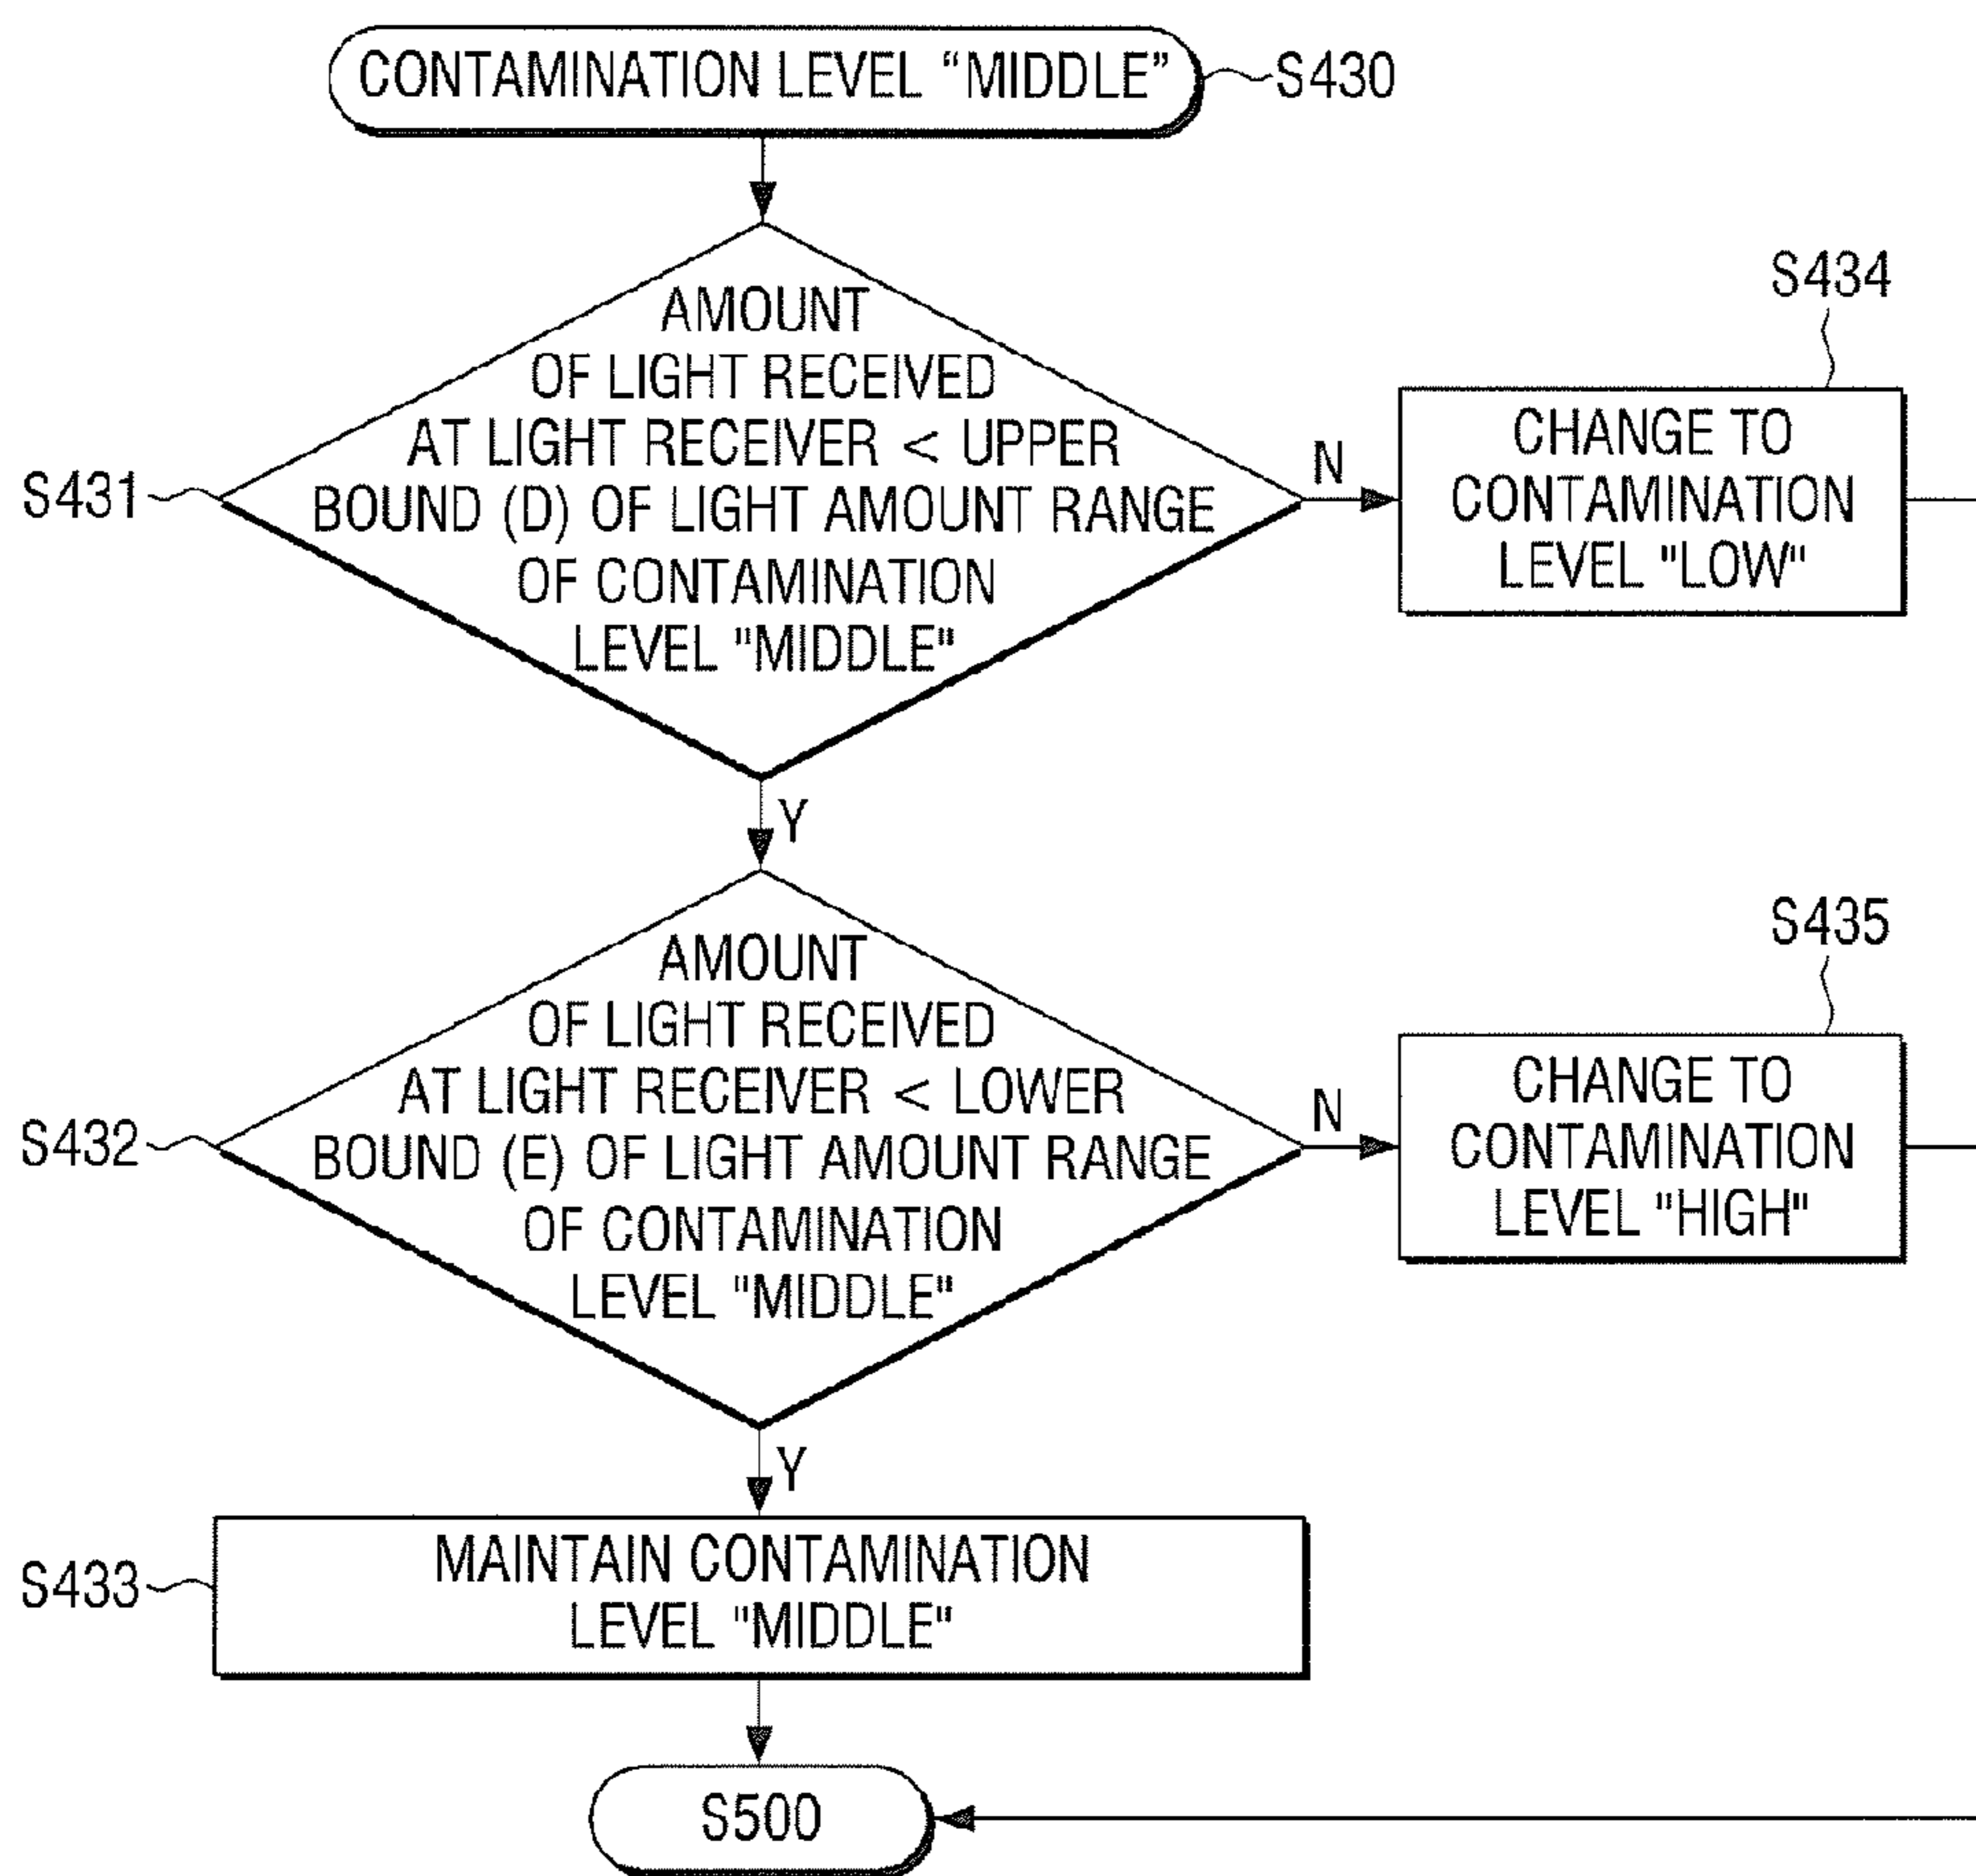 CONTAMINATION LEVEL “MIDDLE”
S430
AMOUNT
OF LIGHT RECEIVED
AT LIGHT RECEIVER < UPPER
BOUND (D) OF LIGHT AMOUNT RANGE
OF CONTAMINATION
LEVEL "MIDDLE"
S431
N
S434
CHANGE TO
CONTAMINATION
LEVEL "LOW"
Y
AMOUNT
OF LIGHT RECEIVED
AT LIGHT RECEIVER < LOWER
BOUND (E) OF LIGHT AMOUNT RANGE
OF CONTAMINATION
LEVEL "MIDDLE"
S432
N
S435
CHANGE TO
CONTAMINATION
LEVEL "HIGH"
Y
S433
MAINTAIN CONTAMINATION
LEVEL "MIDDLE"
S500